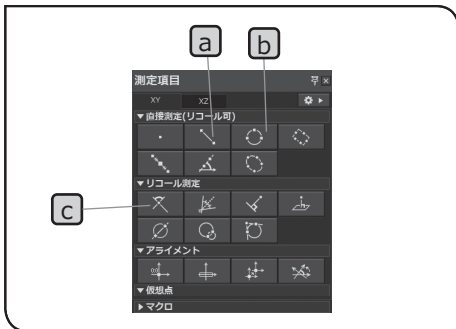 a
b
測定項目
XY
XZ
▼直接測定(リコール可)
c
▼リコール測定
▼アライメント
▼仮想点
▶マクロ